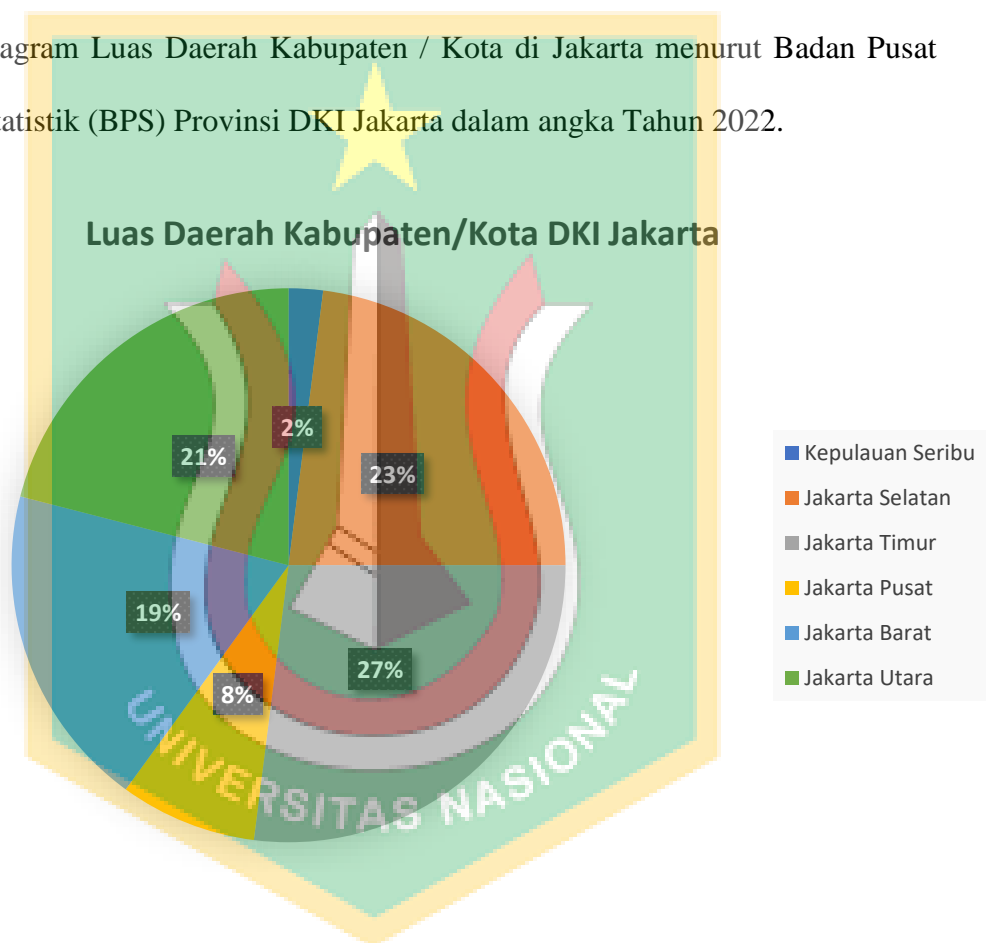 agram Luas Daerah Kabupaten / Kota di Jakarta menurut Badan Pusat
tatistik (BPS) Provinsi DKI Jakarta dalam angka Tahun 2022.
Luas Daerah Kabupaten/Kota DKI Jakarta
2%
21%
23%
19%
27%
8%
Kepulauan Seribu
Jakarta Selatan
Jakarta Timur
Jakarta Pusat
Jakarta Barat
Jakarta Utara
UNIVERSITAS NASIONAL